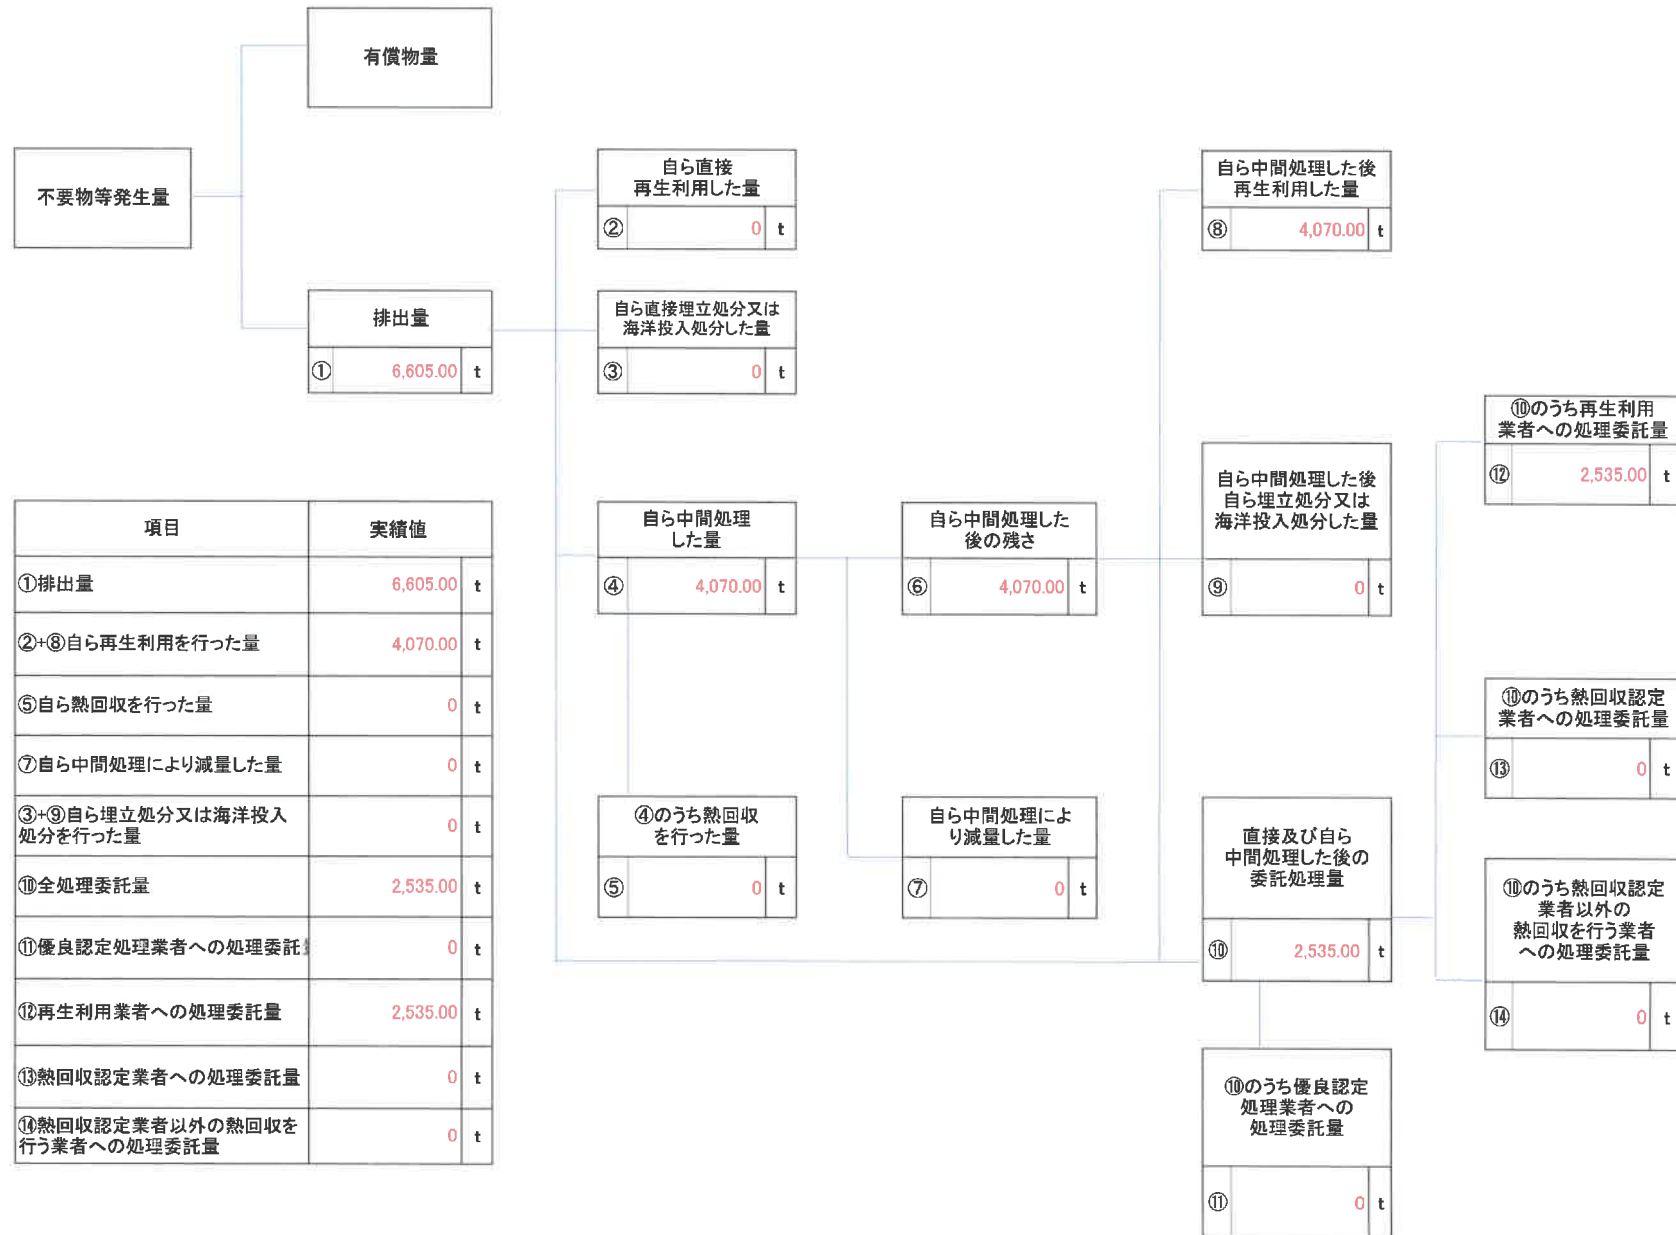 有償物量
不要物等発生量
排出量
① 6,605.00 t
自ら直接
再生利用した量
② 0 t
自ら直接埋立処分又は
海洋投入処分した量
③ 0 t
自ら中間処理
した量
④ 4,070.00 t
④のうち熱回収
を行った量
⑤ 0 t
自ら中間処理した
後の残さ
⑥ 4,070.00 t
自ら中間処理によ
り減量した量
⑦ 0 t
自ら中間処理した後
再生利用した量
⑧ 4,070.00 t
自ら中間処理した後
自ら埋立処分又は
海洋投入処分した量
⑨ 0 t
直接及び自ら
中間処理した後の
委託処理量
⑩ 2,535.00 t
⑩のうち優良認定
処理業者への
処理委託量
⑪ 0 t
⑩のうち再生利用
業者への処理委託量
⑫ 2,535.00 t
⑩のうち熱回収認定
業者への処理委託量
⑬ 0 t
⑩のうち熱回収認定
業者以外の
熱回収を行う業者
への処理委託量
⑭ 0 t
項目 実績値
①排出量 6,605.00 t
②+⑧自ら再生利用を行った量 4,070.00 t
⑤自ら熱回収を行った量 0 t
⑦自ら中間処理により減量した量 0 t
③+⑨自ら埋立処分又は海洋投入
処分を行った量 0 t
⑩全処理委託量 2,535.00 t
⑪優良認定処理業者への処理委託 0 t
⑫再生利用業者への処理委託量 2,535.00 t
⑬熱回収認定業者への処理委託量 0 t
⑭熱回収認定業者以外の熱回収を
行う業者への処理委託量 0 t